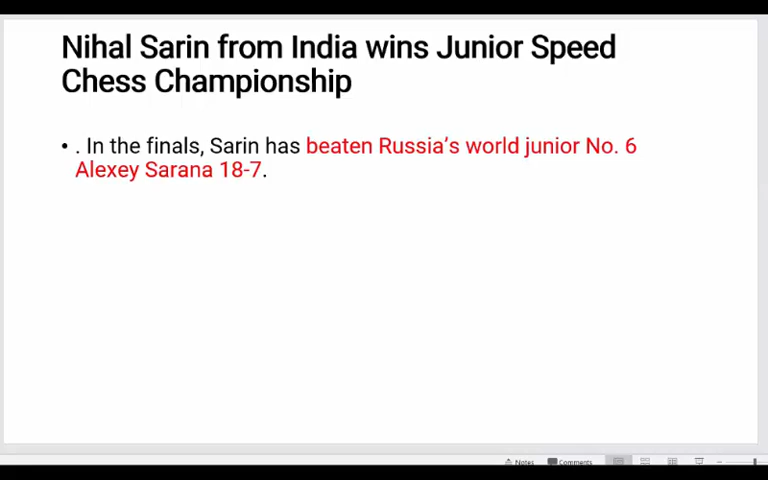 Nihal Sarin from India wins Junior Speed
Chess Championship
• . In the finals, Sarin has beaten Russia's world junior No. 6
Alexey Sarana 18-7.
Notes Comments